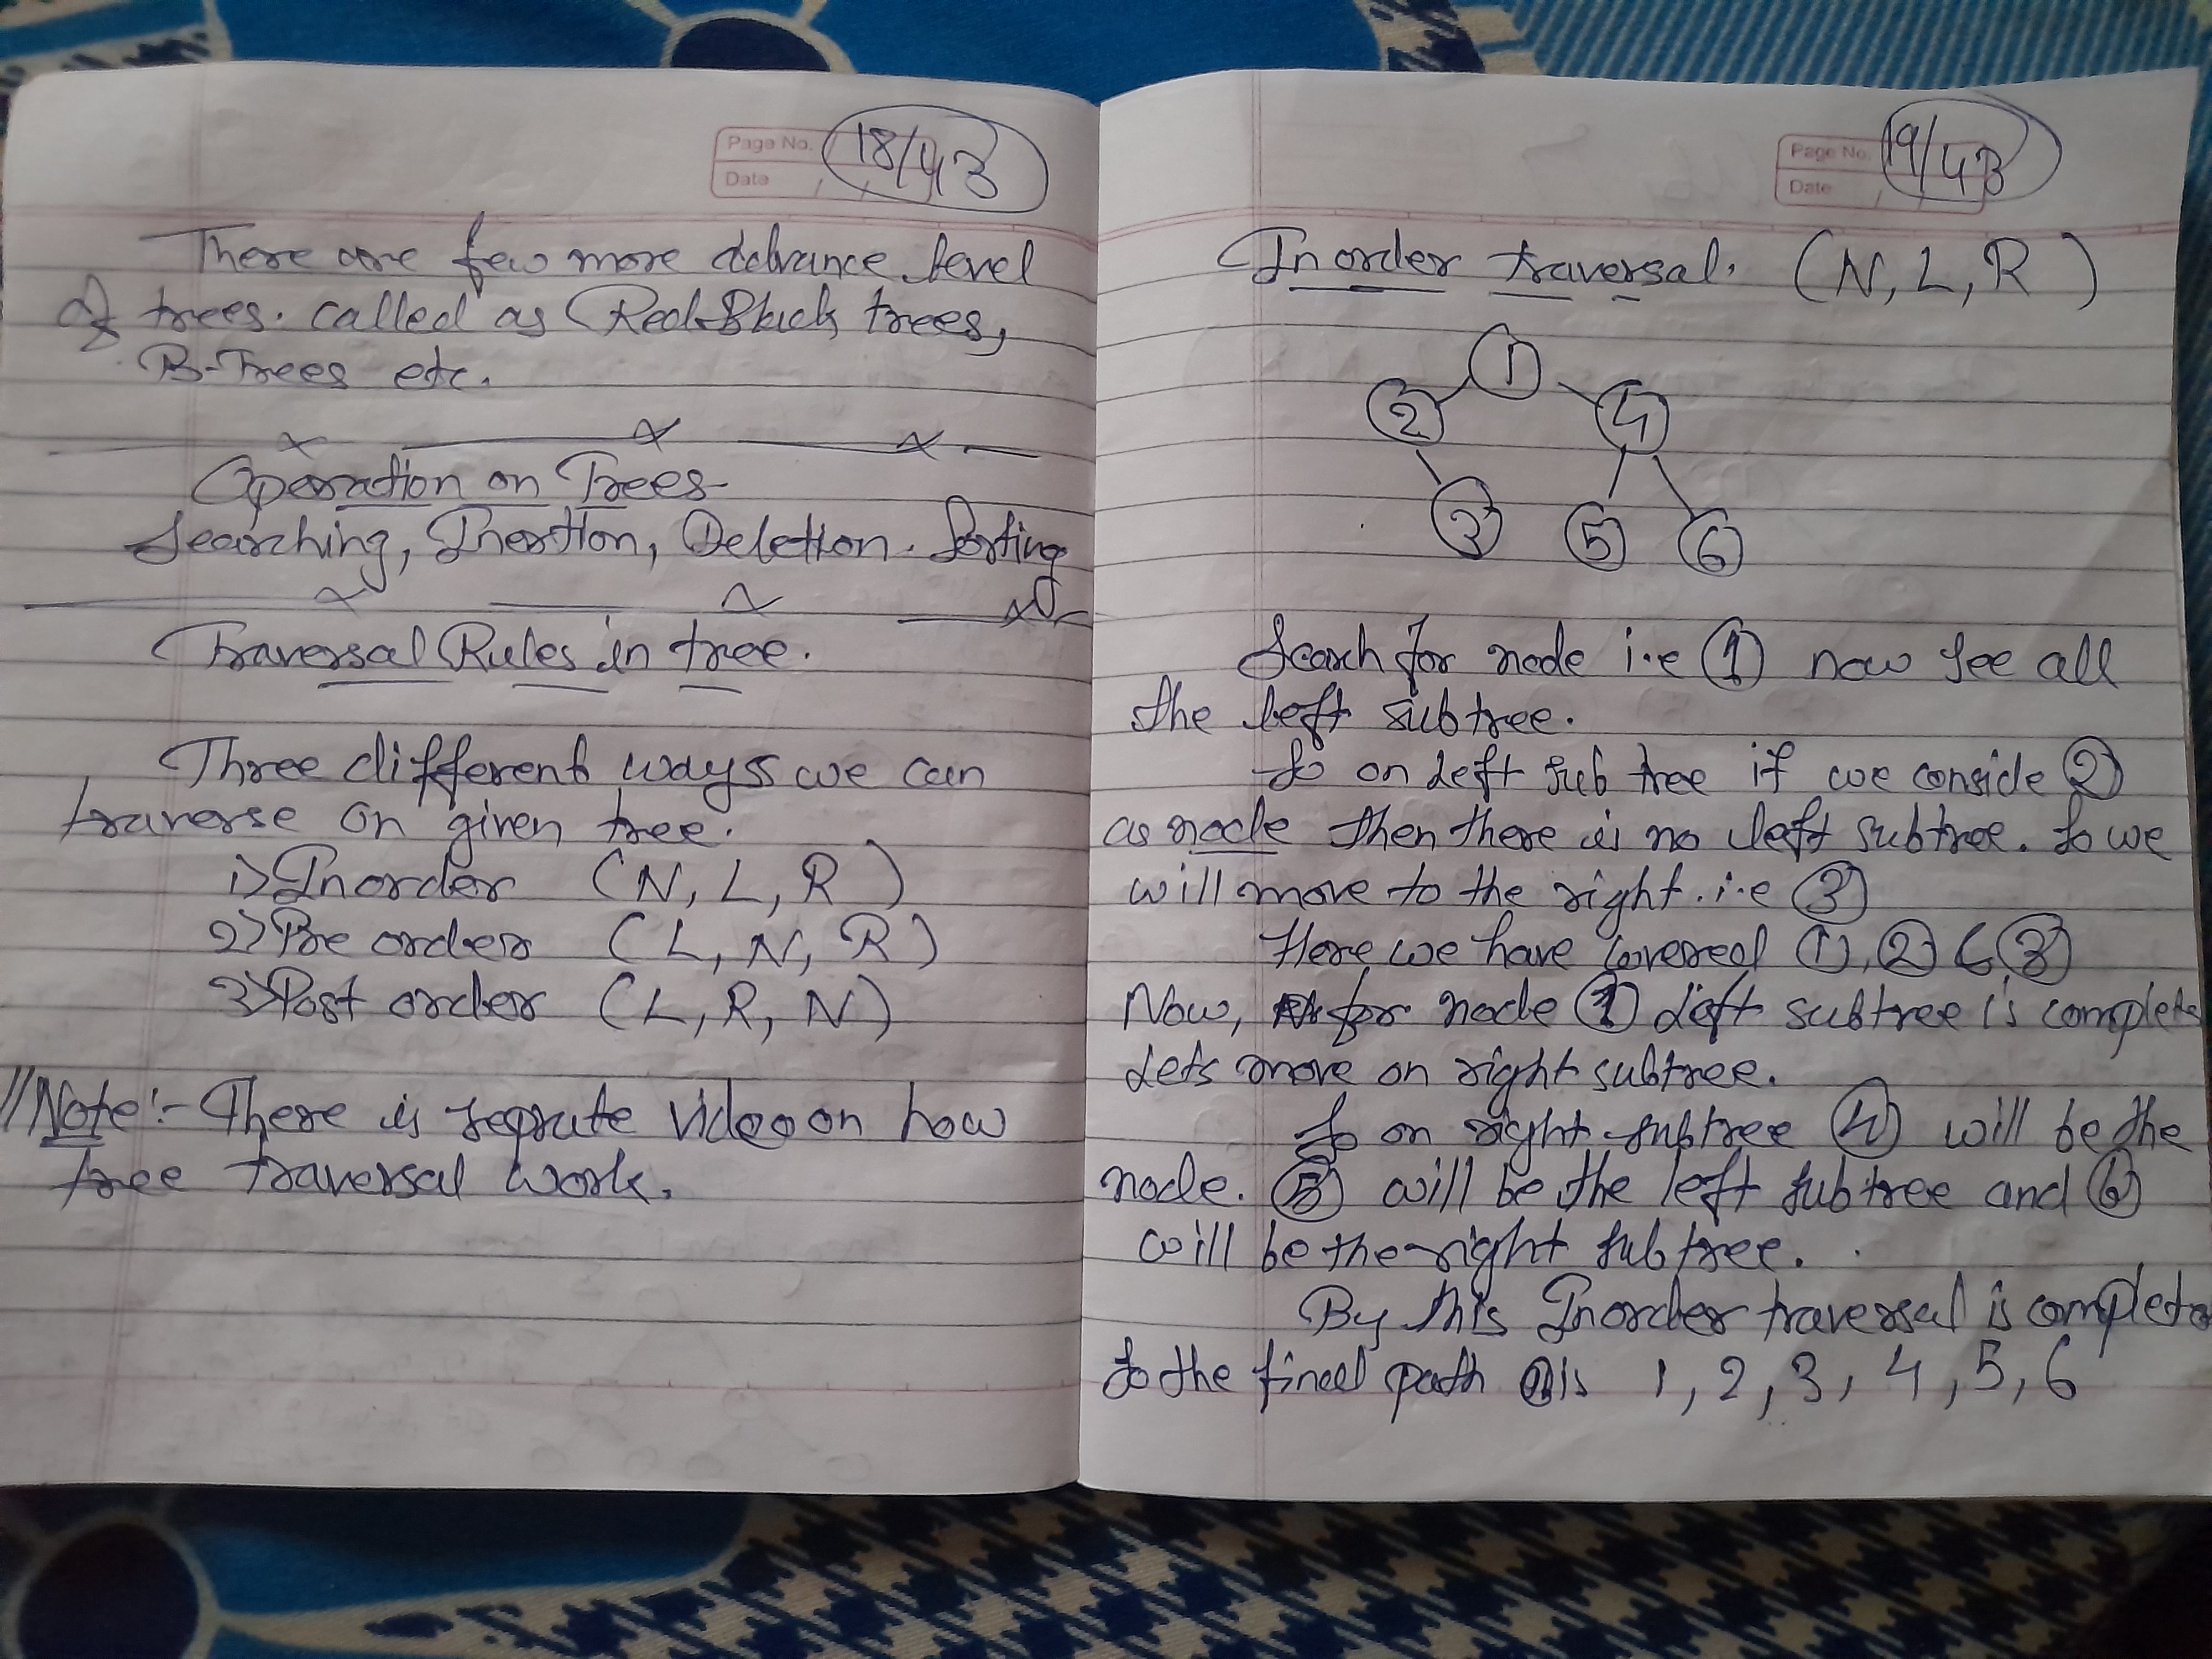 Page No. 18/43
Date / /
There are few more advance level
of trees. called as Red-Black trees,
B-Trees etc.
Operation on Trees-
Searching, Inertion, Deletion. Sorting
Traversal Rules in tree.
Three different ways we can
traverse on given tree.
1) Inorder (N, L, R)
2) Pre order (L, N, R)
3) Post order (L, R, N)
// Note:- There is seprate video on how
tree traversal work.
Page No. 19/43
Date /
Inorder traversal. (N, L, R)
1
2 4
3 5 6
Search for node i.e 1 now see all
the left subtree.
So on left sub tree if we conside 2
as node then there is no left subtree. So we
will move to the right. i.e 3
Here we have covered 1, 2 & 3
Now, for node 1 Left subtree is complete
Lets move on right subtree.
So on right subtree 4 will be the
node. 5 will be the left subtree and 6
will be the right subtree.
By this Inorder traversal is complete
So the final path is 1, 2, 3, 4, 5, 6